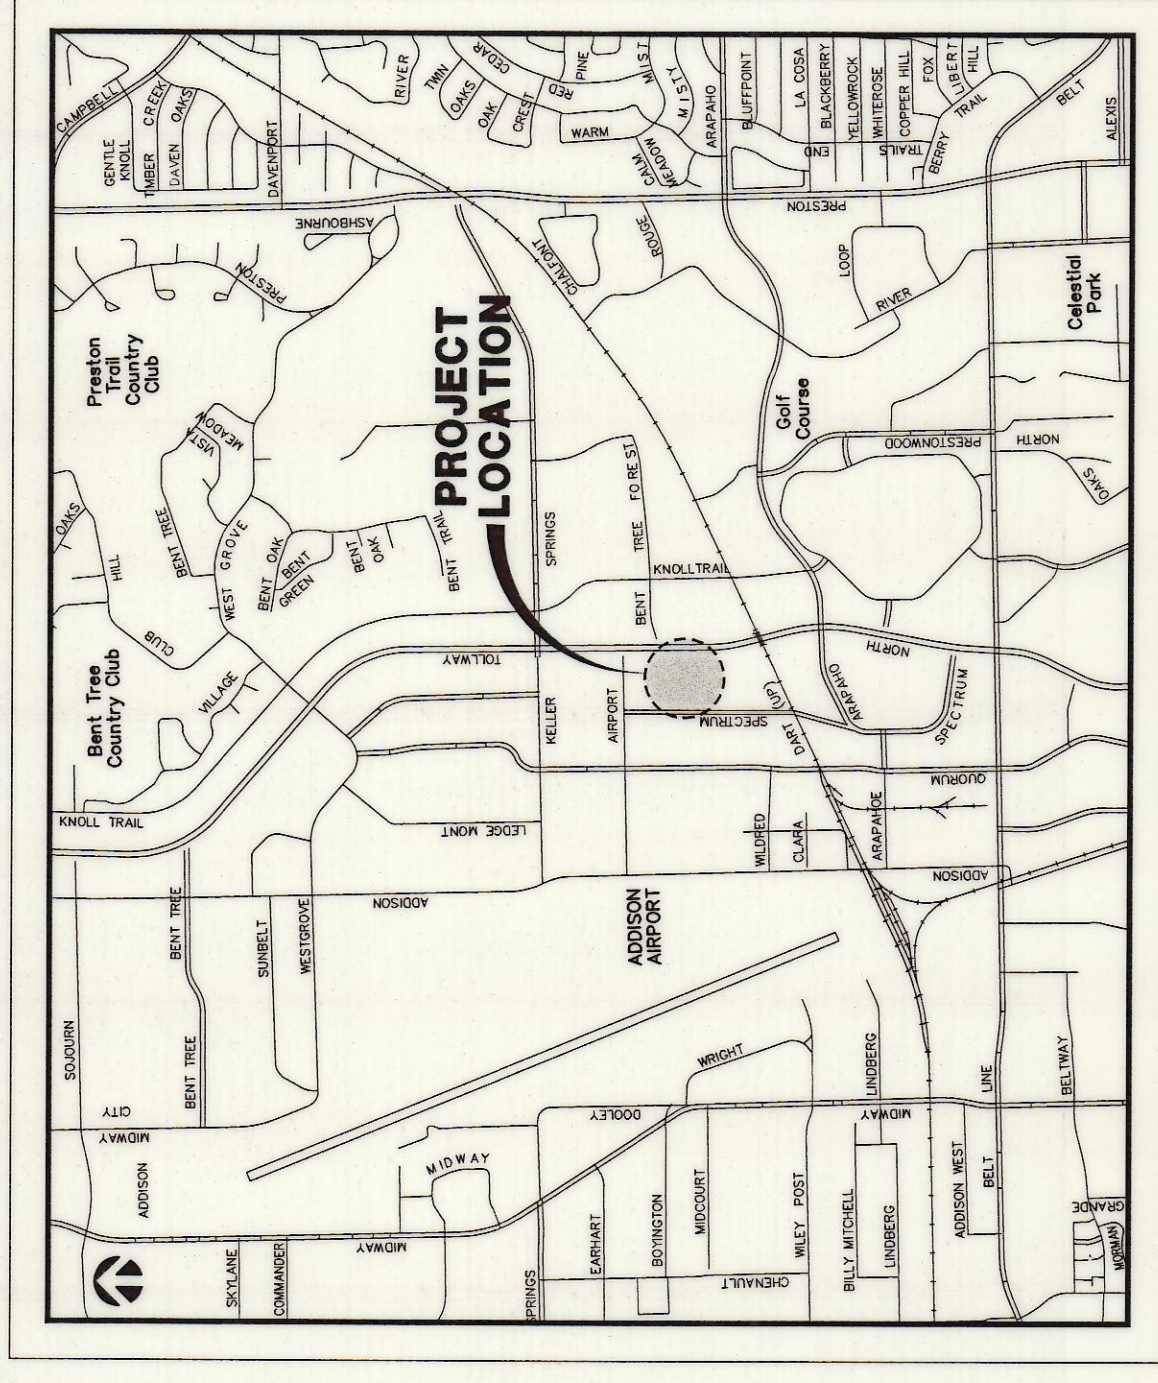 CAMPBELL
GENTLE
KNOLL
TIMBER CREEK
DAVEN OAKS
DAVENPORT
RIVER
TWIN
OAKS
CEDAR
OAK
CREST
RED
PINE
WARM
MIST
MISTY
CALM
MEADOW
ARAPAHO
BLUFFPOINT
LA COSA
BLACKBERRY
YELLOWROCK
WHITEROSE
COPPER HILL
FOX
HILL
END
TRAILS
BERRY
TRAIL
BELT
ALEXIS
PRESTON
ASHBOURNE
PRESTON
CHALFONT
ROUGE
LOOP
RIVER
Celestial
Park
Preston
Trail
Country
Club
PROJECT
LOCATION
Golf
Course
VISTA
MEADOW
PRESTONWOOD
NORTH
OAKS
OAKS
HILL
BENT TREE
WEST GROVE
BENT OAK
BENT
GREEN
BENT
OAK
BENT TRAIL
SPRINGS
BENT TREE FOREST
KNOLLTRAIL
CLUB
Bent Tree
Country Club
VILLAGE
TOLLWAY
NORTH
KELLER
AIRPORT
SPECTRUM
DART (UP)
ARAPAHO
SPECTRUM
QUORUM
KNOLL TRAIL
LEDGE MONT
WILDRED
CLARA
ARAPAHOE
BENT TREE
ADDISON
ADDISON
SUNBELT
WESTGROVE
ADDISON
AIRPORT
SOJOURN
BENT TREE
CITY
MIDWAY
WRIGHT
LINDBERG
LINE
BELTWAY
DOOLEY
MIDWAY
ADDISON
MIDWAY
MIDWAY
SKYLANE
COMMANDER
SPRINGS
EARHART
BOYINGTON
MIDCOURT
CHENAULT
WILEY POST
BILLY MITCHELL
LINDBERG
ADDISON WEST
BELT
GRANDE
MORMAN